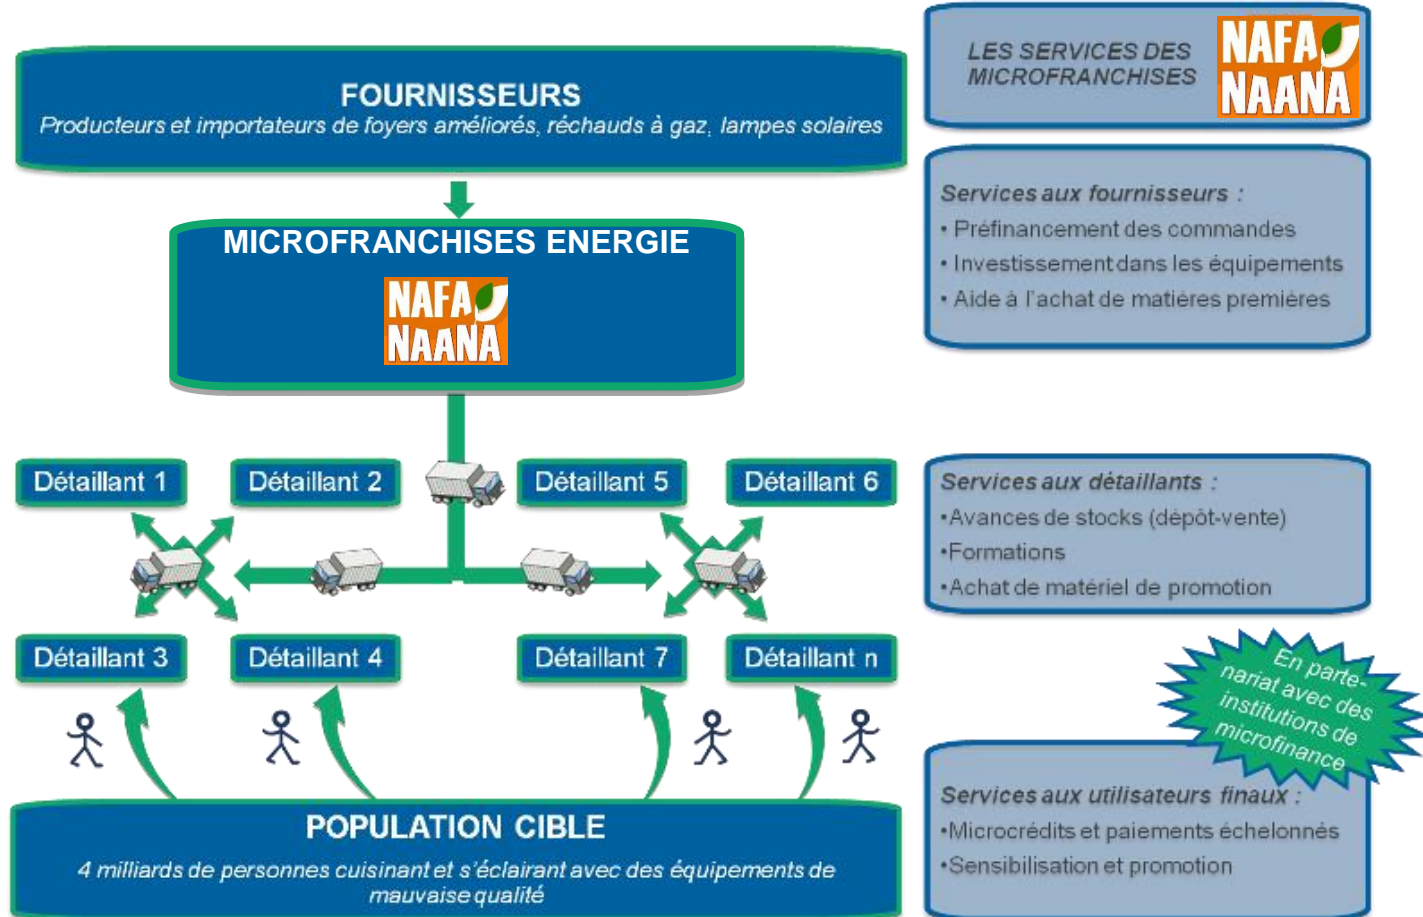 FOURNISSEURS
Producteurs et importateurs de foyers améliorés, réchauds à gaz, lampes solaires
MICROFRANCHISES ENERGIE
NAFA
NAANA
Détaillant 1
Détaillant 2
Détaillant 5
Détaillant 6
Détaillant 3
Détaillant 4
Détaillant 7
Détaillant n
POPULATION CIBLE
4 milliards de personnes cuisinant et s'éclairant avec des équipements de
mauvaise qualité
LES SERVICES DES
MICROFRANCHISES
NAFA
NAANA
Services aux fournisseurs :
• Préfinancement des commandes
• Investissement dans les équipements
• Aide à l'achat de matières premières
Services aux détaillants :
•Avances de stocks (dépôt-vente)
•Formations
•Achat de matériel de promotion
En parte-
nariat avec des
institutions de
microfinance
Services aux utilisateurs finaux :
•Microcrédits et paiements échelonnés
•Sensibilisation et promotion